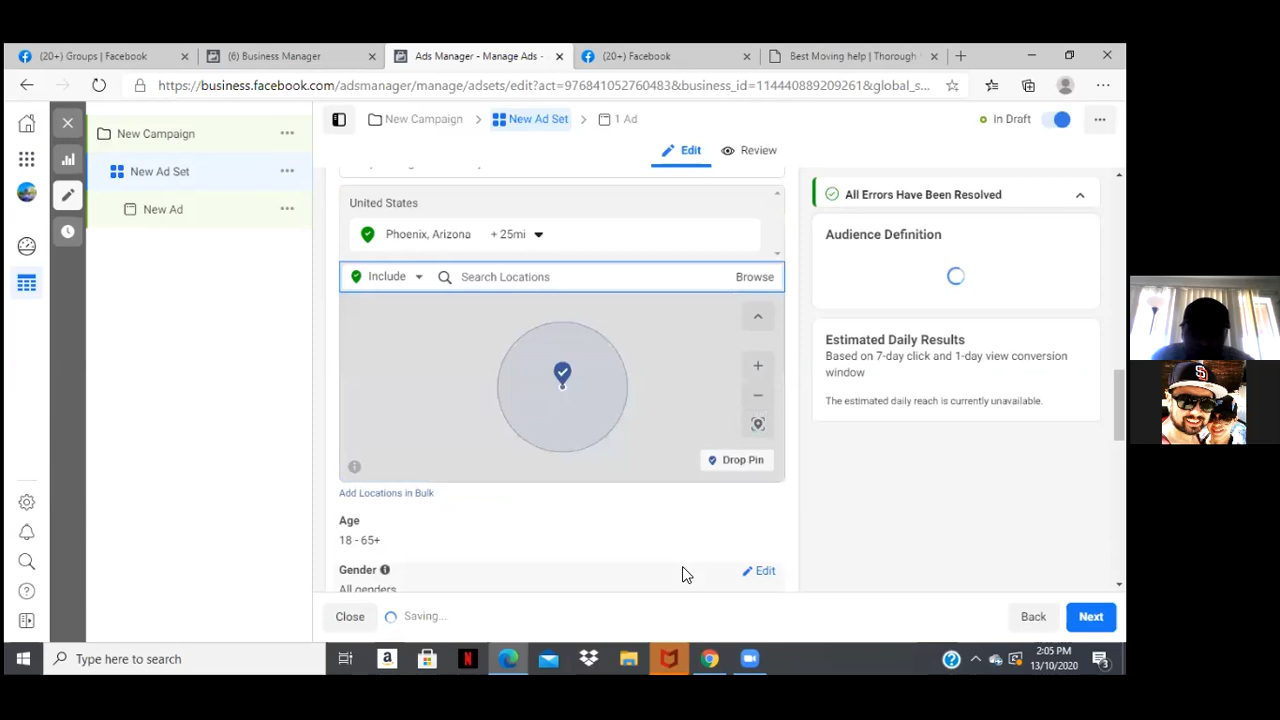 (20+) Groups | Facebook
(6) Business Manager
Ads Manager - Manage Ads -
(20+) Facebook
Best Moving help | Thorough
https://business.facebook.com/adsmanager/manage/adsets/edit?act=976841052760483&business_id=114440889209261&global_s...
New Campaign
New Ad Set
1 Ad
In Draft
New Campaign
New Ad Set
New Ad
Edit
Review
United States
Phoenix, Arizona + 25mi
Include
Search Locations
Browse
Drop Pin
Add Locations in Bulk
Age
18 - 65+
Gender
Edit
All genders
All Errors Have Been Resolved
Audience Definition
Estimated Daily Results
Based on 7-day click and 1-day view conversion
window
The estimated daily reach is currently unavailable.
Close
Saving...
Back
Next
Type here to search
2:05 PM
13/10/2020
3